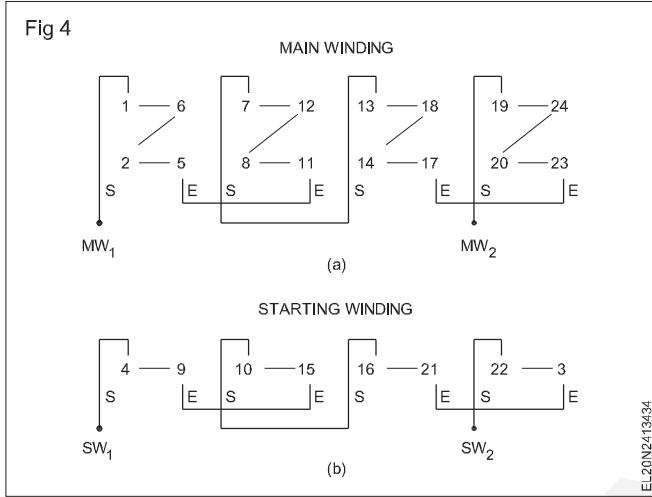 Fig 4
MAIN WINDING
1 6 7 12 13 18 19 24
2 5 8 11 14 17 20 23
S E S E S E S E
MW1 MW2
(a)
STARTING WINDING
4 9 10 15 16 21 22 3
S E S E S E S E
SW1 SW2
(b)
EL20N2413434